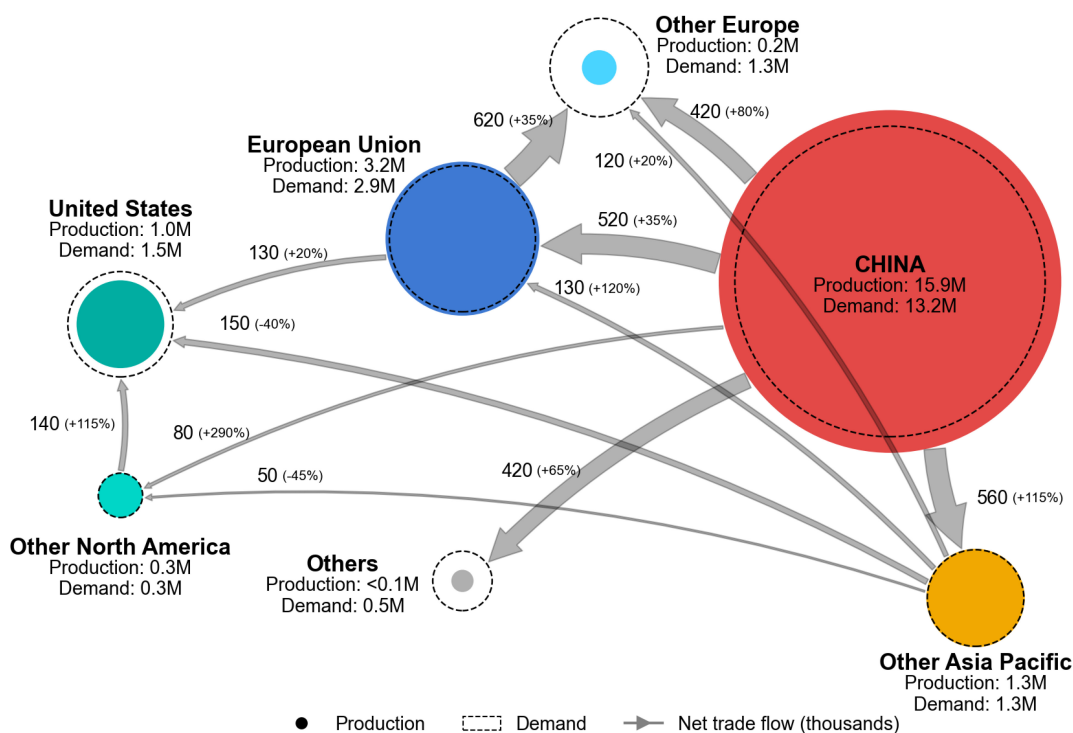 Other Europe
Production: 0.2M
Demand: 1.3M
620 (+35%)
420 (+80%)
European Union
Production: 3.2M
Demand: 2.9M
120 (+20%)
United States
Production: 1.0M
Demand: 1.5M
520 (+35%)
130 (+20%)
CHINA
Production: 15.9M
Demand: 13.2M
130 (+120%)
150 (-40%)
140 (+115%)
80 (+290%)
50 (-45%)
420 (+65%)
560 (+115%)
Other North America
Production: 0.3M
Demand: 0.3M
Others
Production: <0.1M
Demand: 0.5M
Other Asia Pacific
Production: 1.3M
Demand: 1.3M
Production
Demand
Net trade flow (thousands)